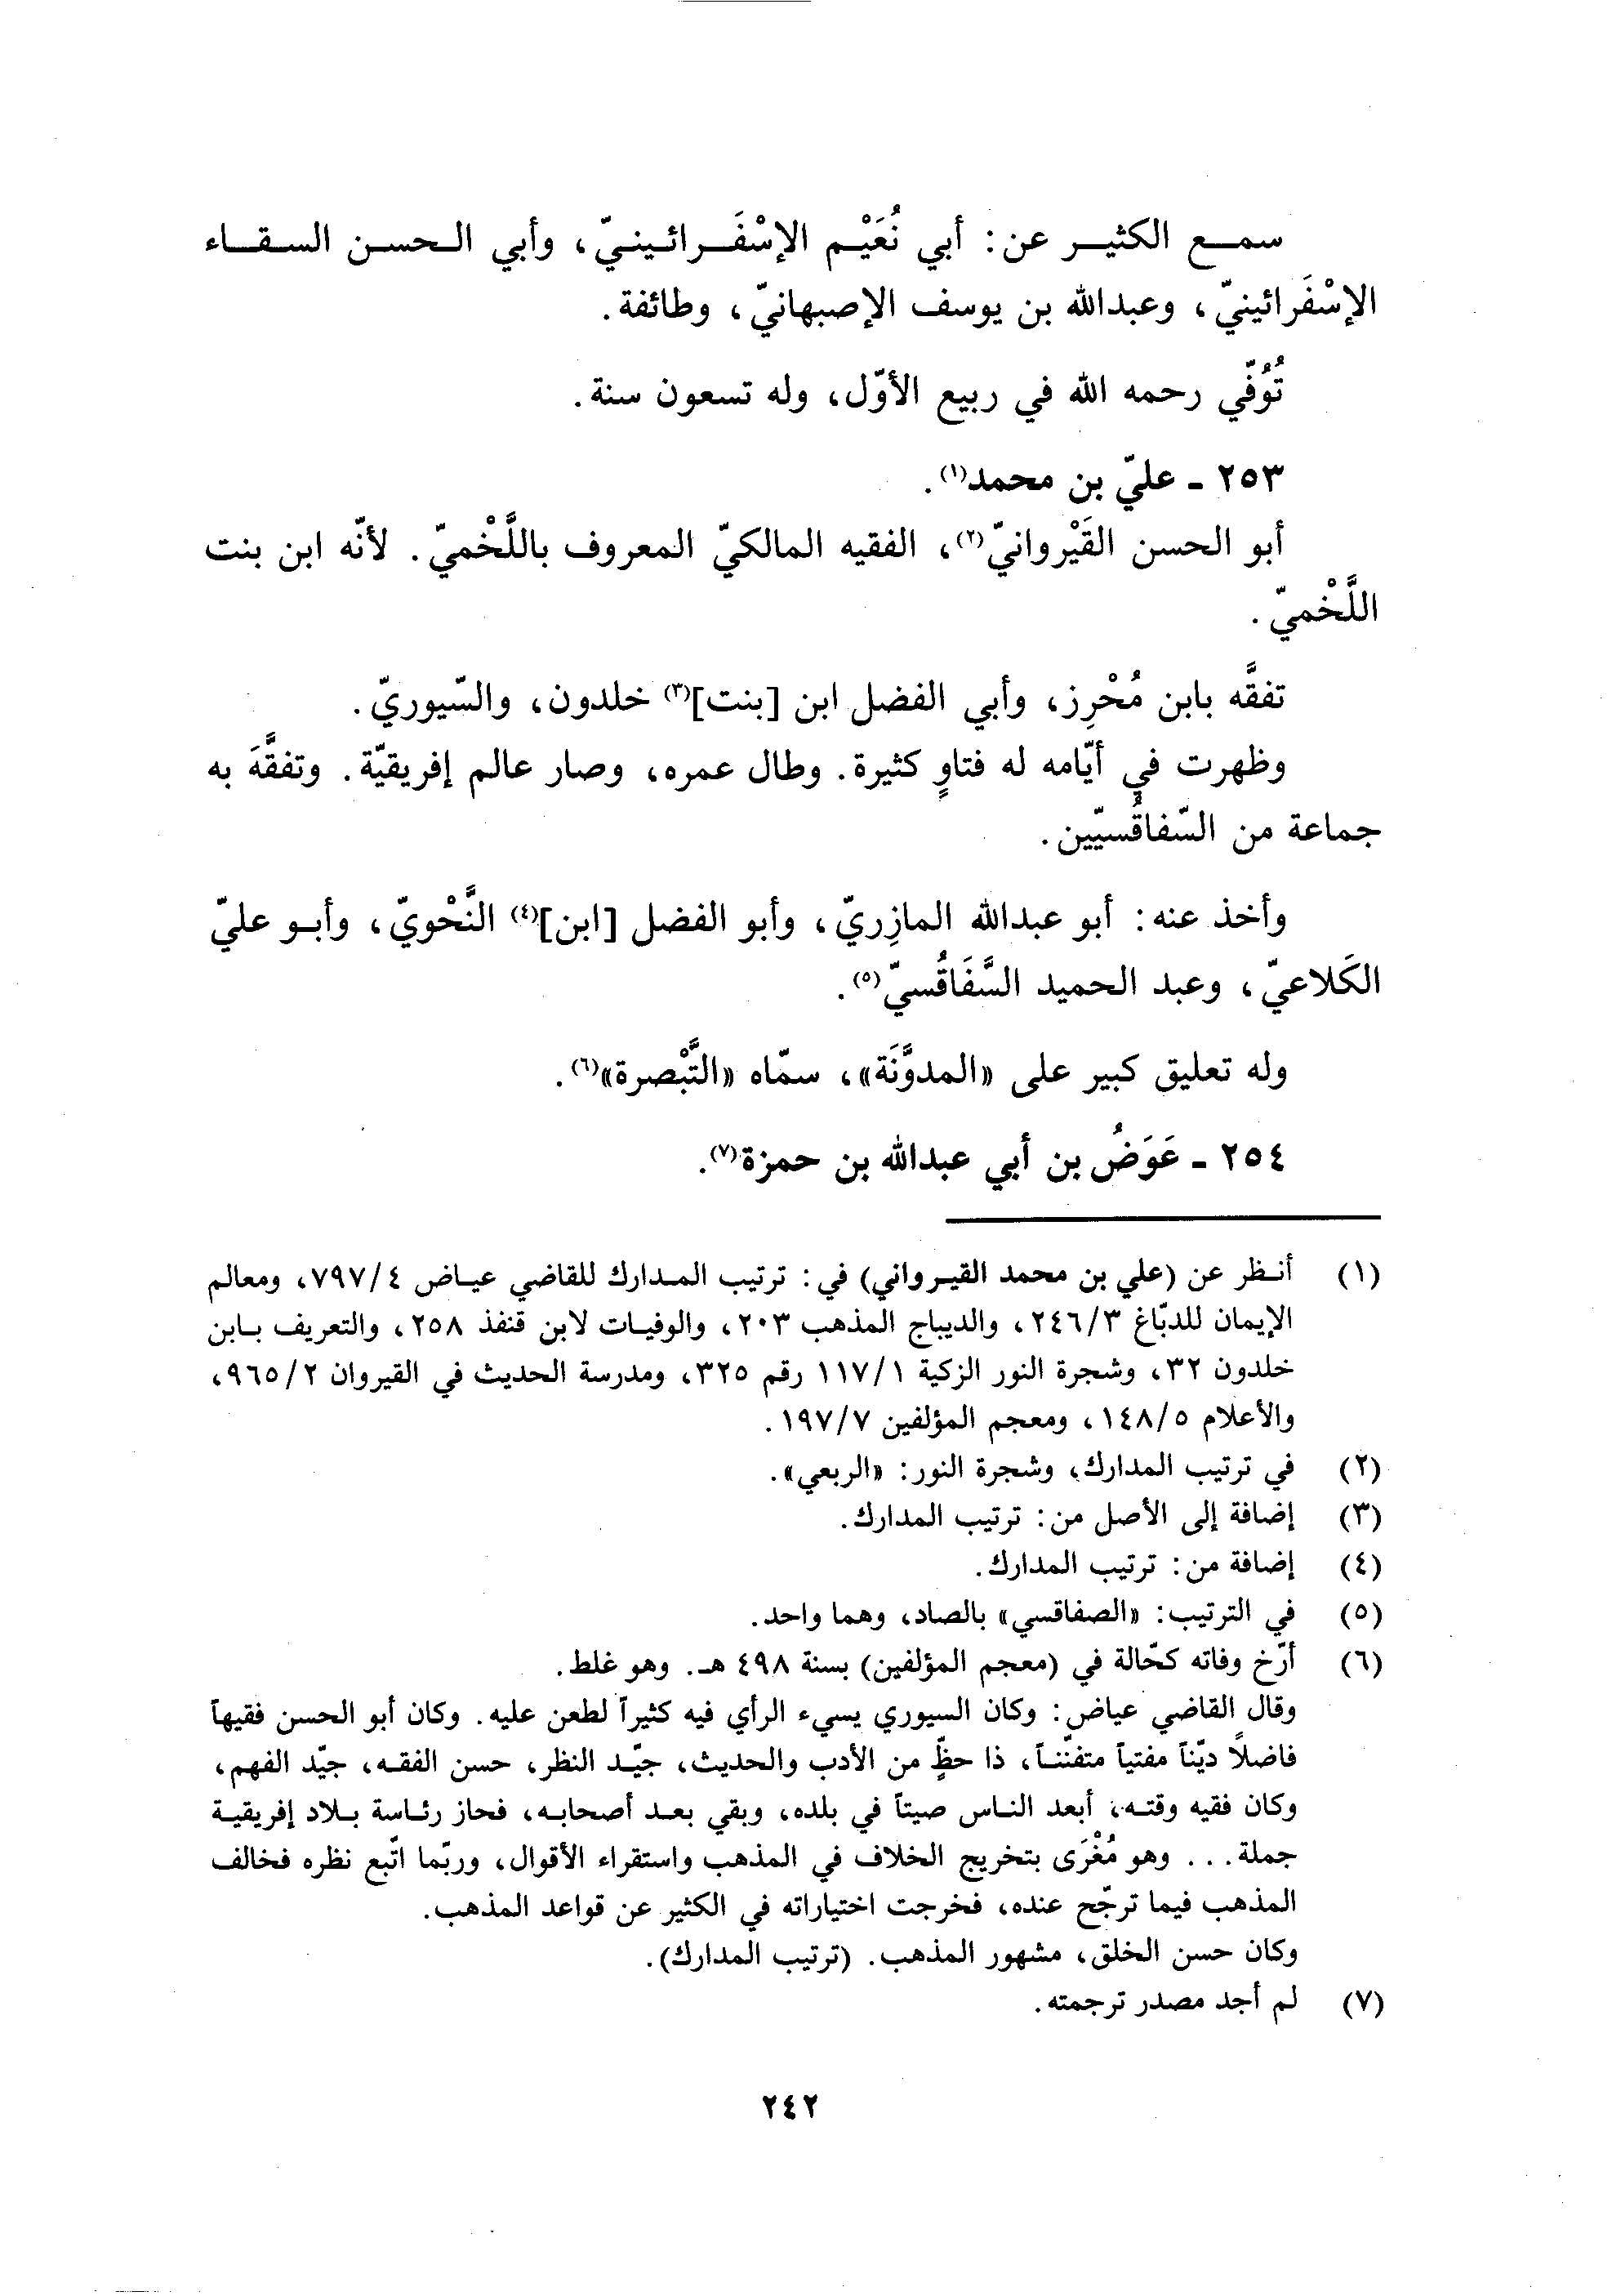 سمع الكثير عن: أبي نُعَيْم الإسْفَرائينيّ، وأبي الحسن السقاء
الإسْفَرائينيّ، وعبدالله بن يوسف الإصبهانيّ، وطائفة.
تُوُفّي رحمه الله في ربيع الأوّل، وله تسعون سنة.
٢٥٣ - عليّ بن محمد(١).
أبو الحسن القَيْروانيّ(٢)، الفقيه المالكيّ المعروف باللَّخْميّ. لأنّه ابن بنت
اللَّخْميّ.
تفقَّه بابن مُحْرِز، وأبي الفضل ابن [بنت](٣) خلدون، والسّيوريّ.
وظهرت في أيّامه له فتاوٍ كثيرة. وطال عمره، وصار عالم إفريقيّة. وتفقَّهَ به
جماعة من السّفاقُسيّين.
وأخذ عنه: أبو عبدالله المازِريّ، وأبو الفضل [ابن](٤) النَّحْويّ، وأبو عليّ
الكَلاعيّ، وعبد الحميد السَّفَاقُسيّ(٥).
وله تعليق كبير على «المدوَّنَة»، سمّاه «التَّبْصرة»(٦).
٢٥٤ - عَوَضُ بن أبي عبدالله بن حمزة(٧).
(١) أنظر عن (علي بن محمد القيرواني) في: ترتيب المدارك للقاضي عياض ٧٩٧/٤، ومعالم
الإيمان للدبّاغ ٢٤٦/٣، والديباج المذهب ٢٠٣، والوفيات لابن قنفذ ٢٥٨، والتعريف بابن
خلدون ٣٢، وشجرة النور الزكية ١١٧/١ رقم ٣٢٥، ومدرسة الحديث في القيروان ٩٦٥/٢،
والأعلام ١٤٨/٥، ومعجم المؤلفين ١٩٧/٧.
(٢) في ترتيب المدارك، وشجرة النور: «الربعي».
(٣) إضافة إلى الأصل من: ترتيب المدارك.
(٤) إضافة من: ترتيب المدارك.
(٥) في الترتيب: «الصفاقسي» بالصاد، وهما واحد.
(٦) أرّخ وفاته كحّالة في (معجم المؤلفين) بسنة ٤٩٨ هـ. وهو غلط.
وقال القاضي عياض: وكان السيوري يسيء الرأي فيه كثيراً لطعن عليه. وكان أبو الحسن فقيهاً
فاضلاً ديّناً مفتياً متفنّناً، ذا حظٍّ من الأدب والحديث، جيّد النظر، حسن الفقه، جيّد الفهم،
وكان فقيه وقته، أبعد الناس صيتاً في بلده، وبقي بعد أصحابه، فحاز رئاسة بلاد إفريقية
جملة... وهو مُغْرَى بتخريج الخلاف في المذهب واستقراء الأقوال، وربّما اتّبع نظره فخالف
المذهب فيما ترجّح عنده، فخرجت اختياراته في الكثير عن قواعد المذهب.
وكان حسن الخلق، مشهور المذهب. (ترتيب المدارك).
(٧) لم أجد مصدر ترجمته.
٢٤٢